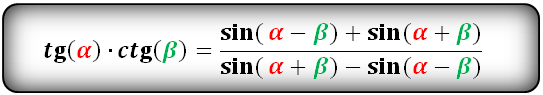 tg(α) · ctg(β) = (sin( α − β) + sin(α + β)) / (sin( α + β) − sin(α − β))